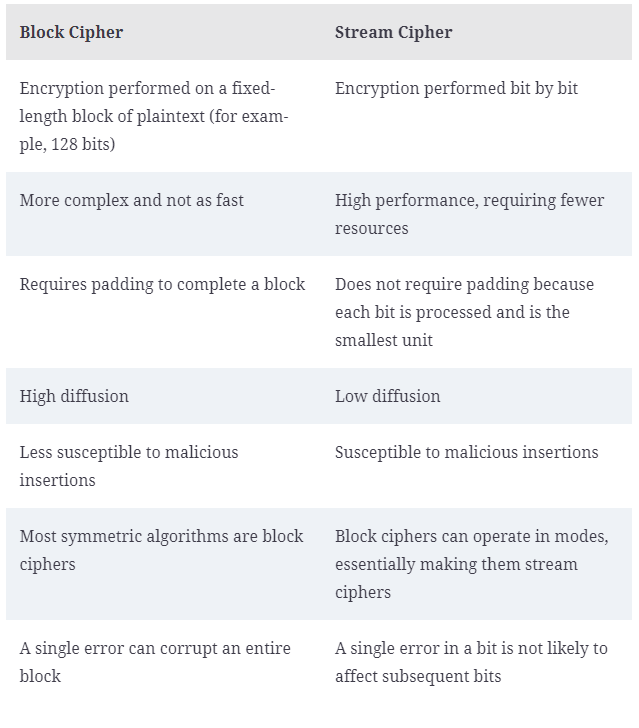 Block Cipher
Stream Cipher
Encryption performed on a fixed-
length block of plaintext (for exam-
ple, 128 bits)
Encryption performed bit by bit
More complex and not as fast
High performance, requiring fewer
resources
Requires padding to complete a block
Does not require padding because
each bit is processed and is the
smallest unit
High diffusion
Low diffusion
Less susceptible to malicious
insertions
Susceptible to malicious insertions
Most symmetric algorithms are block
ciphers
Block ciphers can operate in modes,
essentially making them stream
ciphers
A single error can corrupt an entire
block
A single error in a bit is not likely to
affect subsequent bits